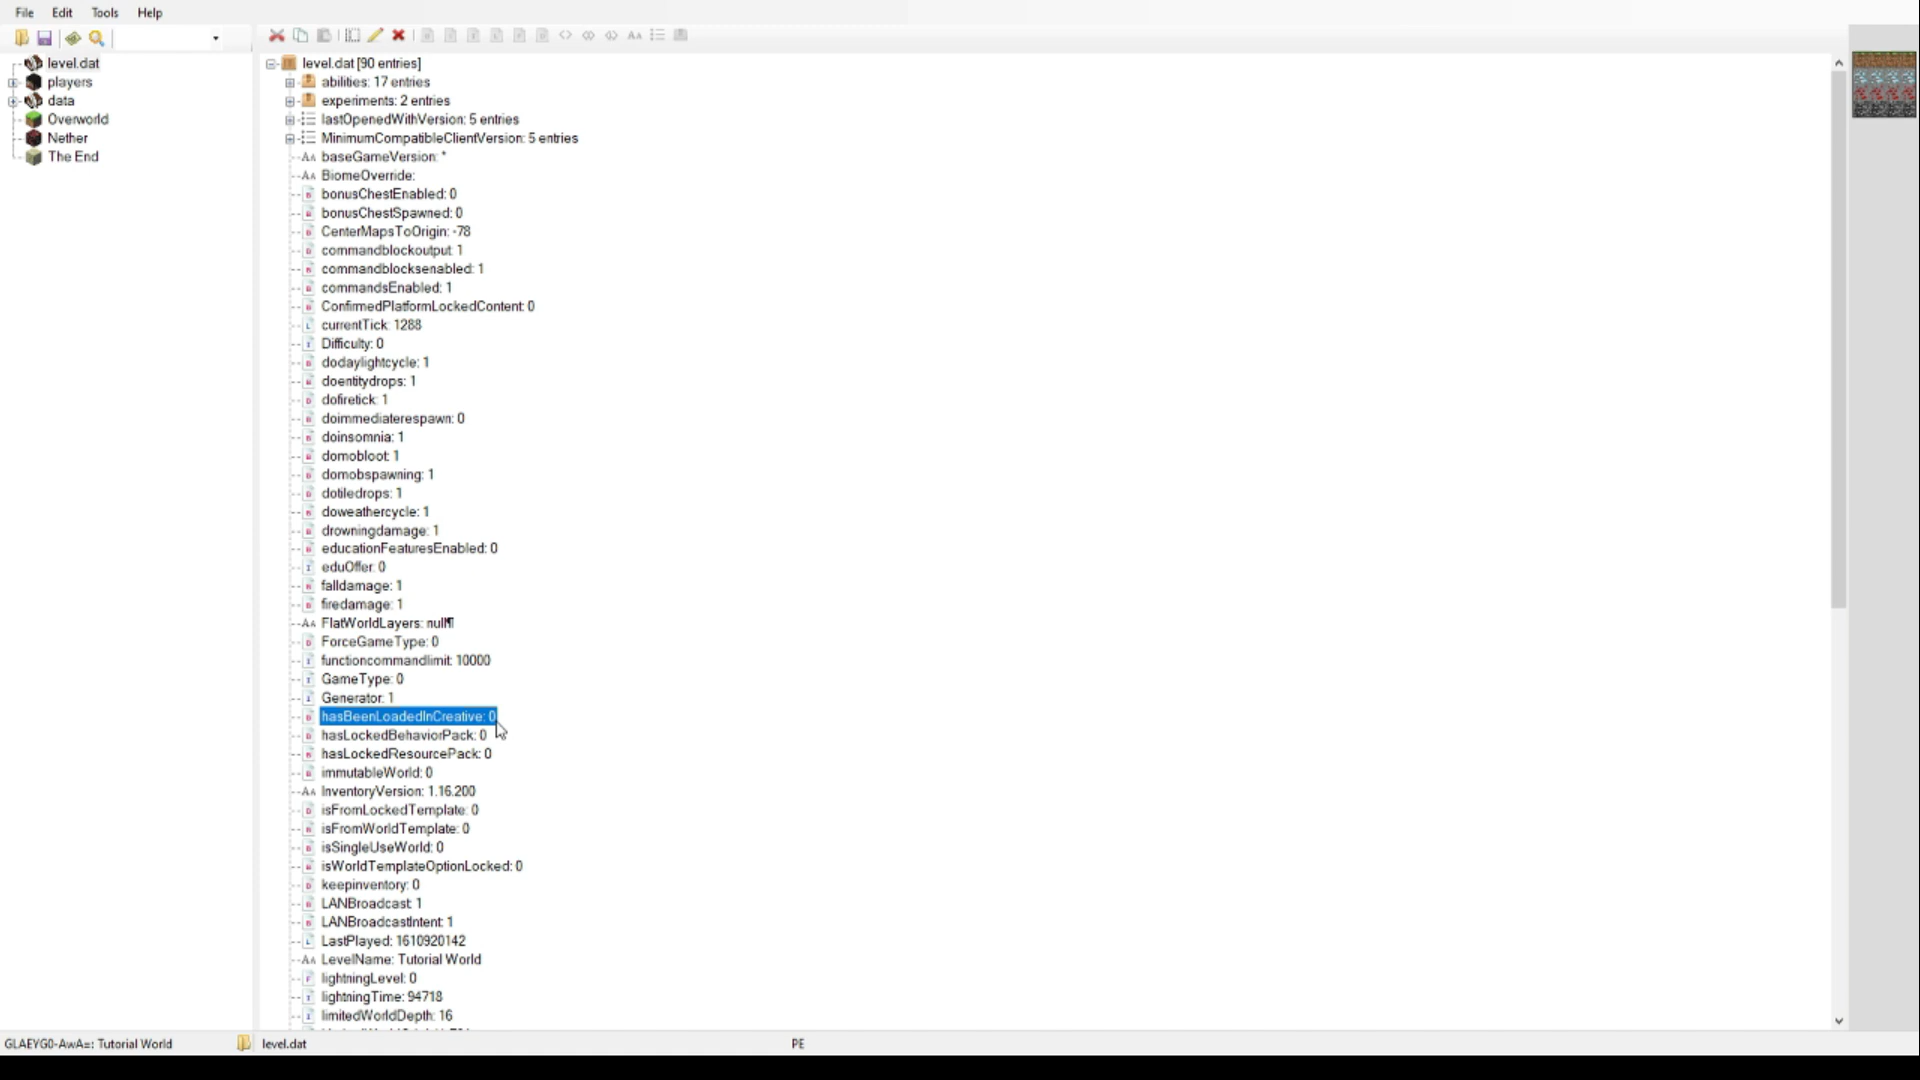 File Edit Tools Help
level.dat
players
data
Overworld
Nether
The End
level.dat [90 entries]
abilities: 17 entries
experiments: 2 entries
lastOpenedWithVersion: 5 entries
MinimumCompatibleClientVersion: 5 entries
baseGameVersion: *
BiomeOverride:
bonusChestEnabled: 0
bonusChestSpawned: 0
CenterMapsToOrigin: -78
commandblockoutput: 1
commandblocksenabled: 1
commandsEnabled: 1
ConfirmedPlatformLockedContent: 0
currentTick: 1288
Difficulty: 0
dodaylightcycle: 1
doentitydrops: 1
dofiretick: 1
doimmediaterespawn: 0
doinsomnia: 1
domobloot: 1
domobspawning: 1
dotiledrops: 1
doweathercycle: 1
drowningdamage: 1
educationFeaturesEnabled: 0
eduOffer: 0
falldamage: 1
firedamage: 1
FlatWorldLayers: null¶
ForceGameType: 0
functioncommandlimit: 10000
GameType: 0
Generator: 1
hasBeenLoadedInCreative: 0
hasLockedBehaviorPack: 0
hasLockedResourcePack: 0
immutableWorld: 0
InventoryVersion: 1.16.200
isFromLockedTemplate: 0
isFromWorldTemplate: 0
isSingleUseWorld: 0
isWorldTemplateOptionLocked: 0
keepinventory: 0
LANBroadcast: 1
LANBroadcastIntent: 1
LastPlayed: 1610920142
LevelName: Tutorial World
lightningLevel: 0
lightningTime: 94718
limitedWorldDepth: 16
GLAEYG0-AwA=: Tutorial World level.dat PE